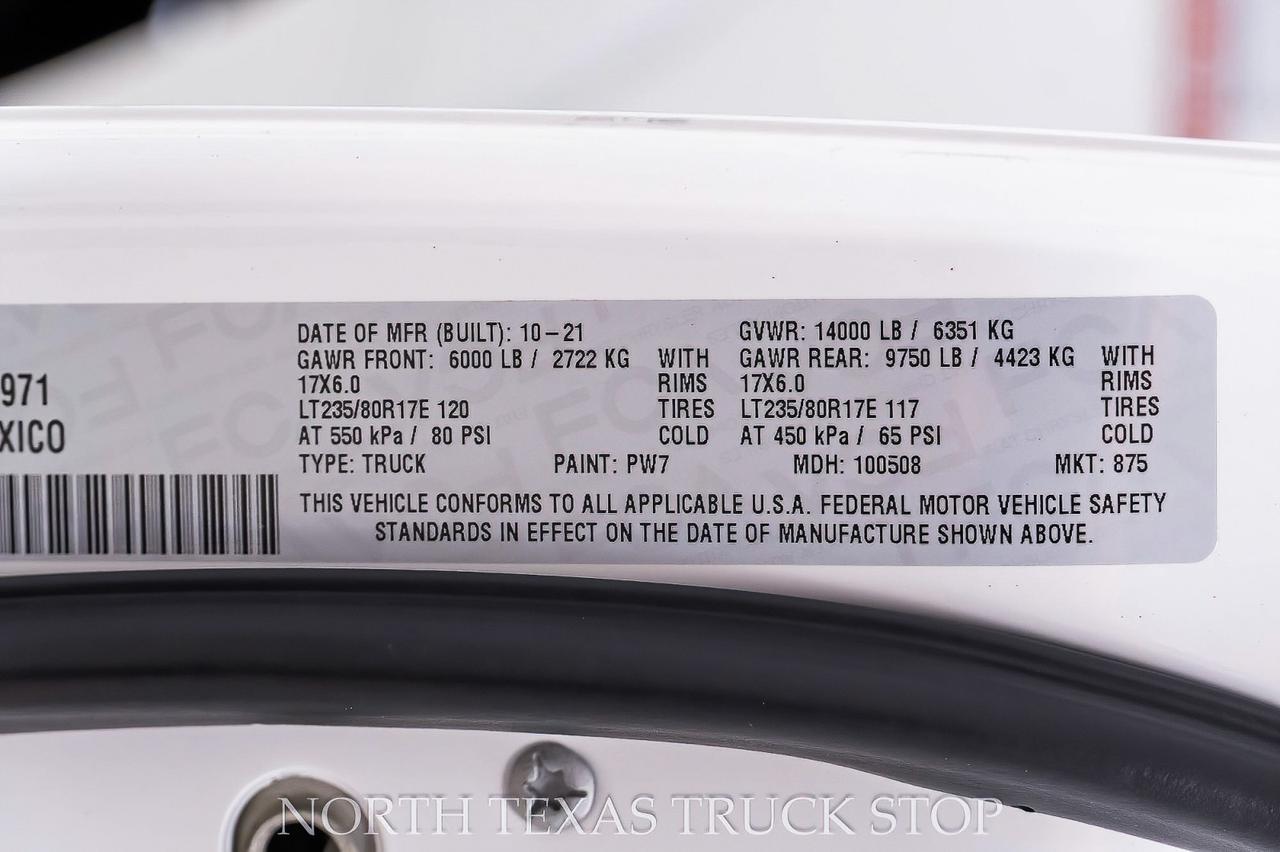 971
XICO
DATE OF MFR (BUILT): 10-21 GVWR: 14000 LB / 6351 KG
GAWR FRONT: 6000 LB / 2722 KG WITH GAWR REAR: 9750 LB / 4423 KG WITH
17X6.0 RIMS 17X6.0 RIMS
LT235/80R17E 120 TIRES LT235/80R17E 117 TIRES
AT 550 kPa / 80 PSI COLD AT 450 kPa / 65 PSI COLD
TYPE: TRUCK PAINT: PW7 MDH: 100508 MKT: 875
THIS VEHICLE CONFORMS TO ALL APPLICABLE U.S.A. FEDERAL MOTOR VEHICLE SAFETY
STANDARDS IN EFFECT ON THE DATE OF MANUFACTURE SHOWN ABOVE.
NORTH TEXAS TRUCK STOP